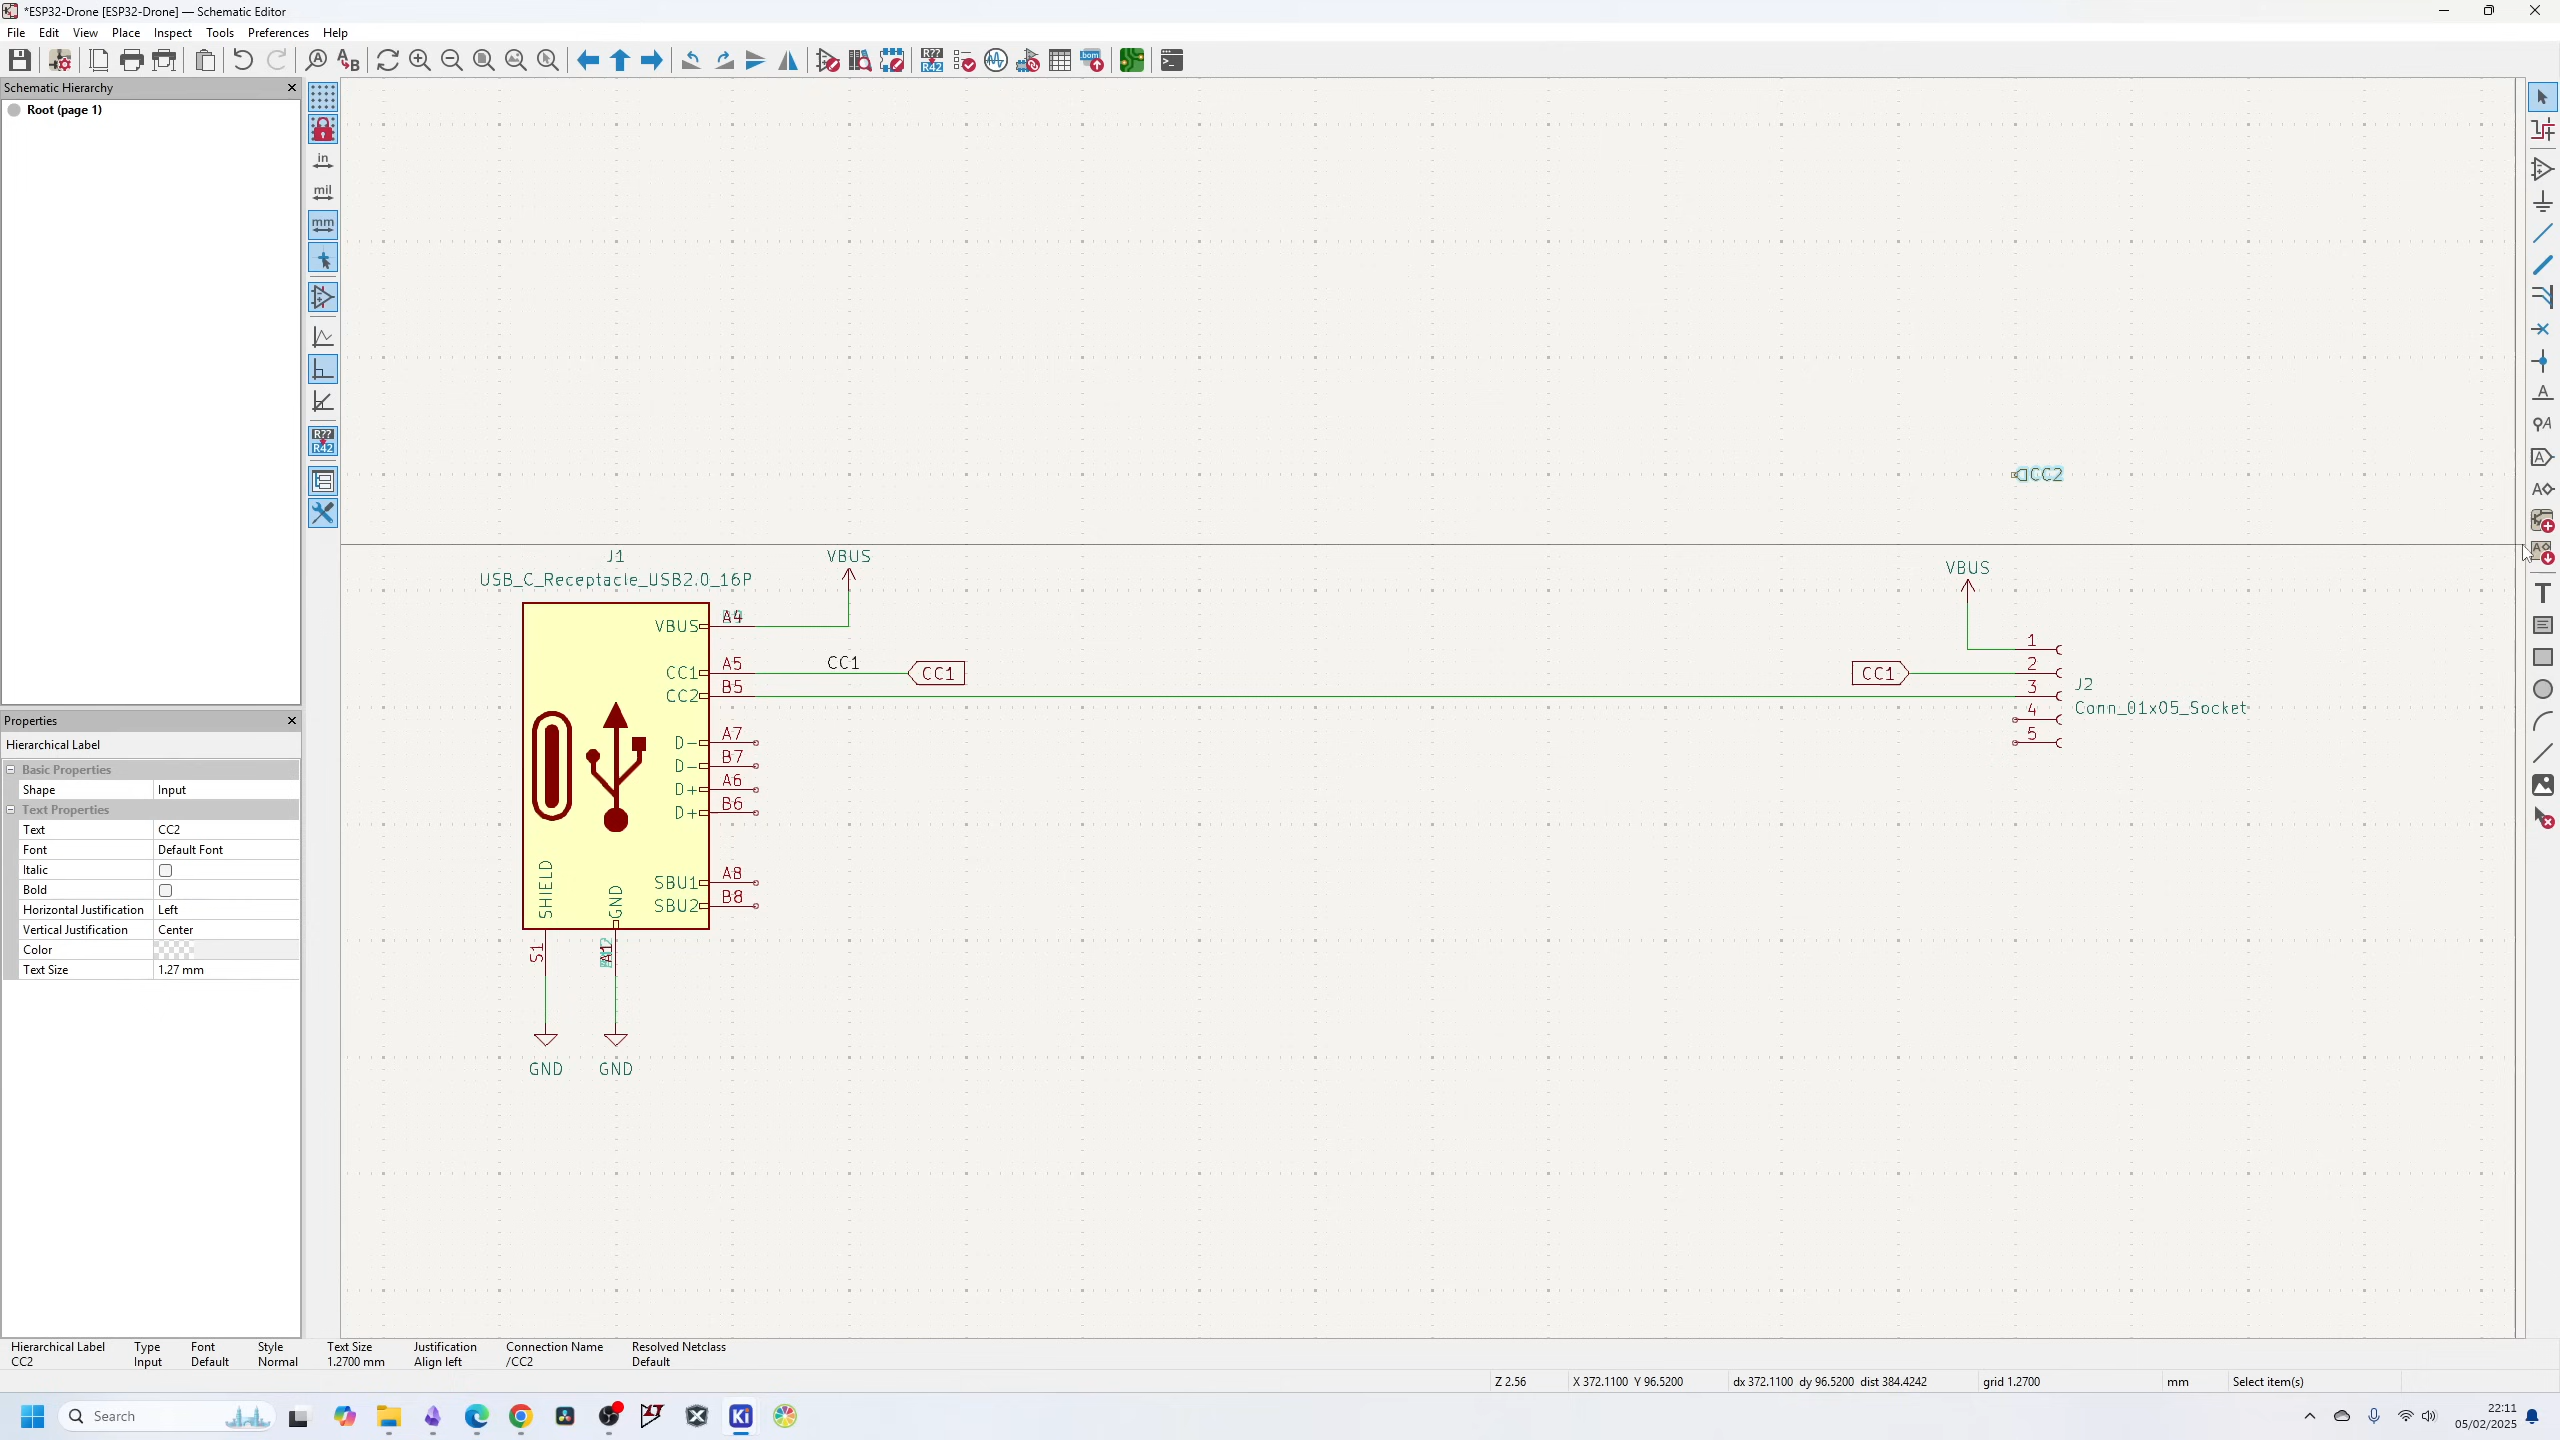 *ESP32-Drone [ESP32-Drone] — Schematic Editor
File Edit View Place Inspect Tools Preferences Help
Schematic Hierarchy
Root (page 1)
in
mil
mm
R??
R42
Properties
Hierarchical Label
Basic Properties
Shape Input
Text Properties
Text CC2
Font Default Font
Italic
Bold
Horizontal Justification Left
Vertical Justification Center
Color
Text Size 1.27 mm
CC2
J1
USB_C_Receptacle_USB2.0_16P
VBUS
VBUS
CC1 A5 CC1 CC1
CC2 B5
D- A7
D- B7
D+ A6
D+ B6
SBU1 A8
SBU2 B8
SHIELD
GND
S1
A1
GND GND
VBUS
CC1
1
2
3
4
5
J2
Conn_01x05_Socket
Hierarchical Label Type Font Style Text Size Justification Connection Name Resolved Netclass
CC2 Input Default Normal 1.2700 mm Align left /CC2 Default
Z 2.56 X 372.1100 Y 96.5200 dx 372.1100 dy 96.5200 dist 384.4242 grid 1.2700 mm Select item(s)
Search
Ki
22:11
05/02/2025